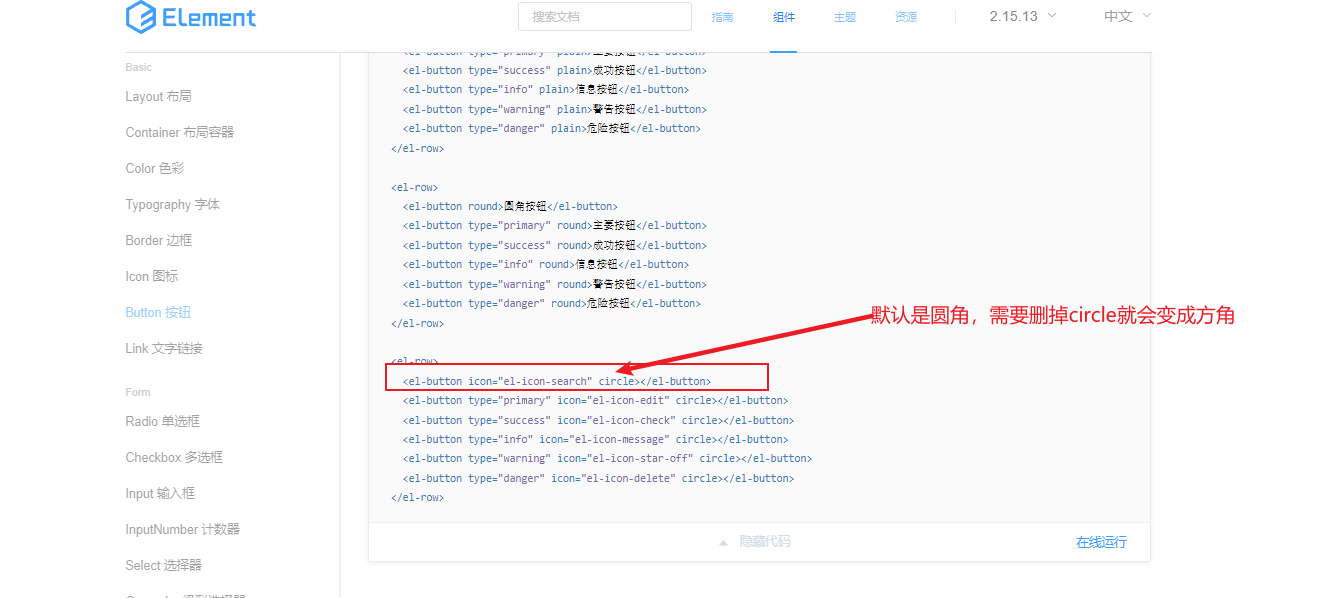 Element
搜索文档
指南
组件
主题
资源
2.15.13
中文
Basic
Layout 布局
Container 布局容器
Color 色彩
Typography 字体
Border 边框
Icon 图标
Button 按钮
Link 文字链接
Form
Radio 单选框
Checkbox 多选框
Input 输入框
InputNumber 计数器
Select 选择器
<el-button type="primary" plain>主要按钮</el-button>
<el-button type="success" plain>成功按钮</el-button>
<el-button type="info" plain>信息按钮</el-button>
<el-button type="warning" plain>警告按钮</el-button>
<el-button type="danger" plain>危险按钮</el-button>
</el-row>
<el-row>
<el-button round>圆角按钮</el-button>
<el-button type="primary" round>主要按钮</el-button>
<el-button type="success" round>成功按钮</el-button>
<el-button type="info" round>信息按钮</el-button>
<el-button type="warning" round>警告按钮</el-button>
<el-button type="danger" round>危险按钮</el-button>
</el-row>
默认是圆角，需要删掉circle就会变成方角
<el-row>
<el-button icon="el-icon-search" circle></el-button>
<el-button type="primary" icon="el-icon-edit" circle></el-button>
<el-button type="success" icon="el-icon-check" circle></el-button>
<el-button type="info" icon="el-icon-message" circle></el-button>
<el-button type="warning" icon="el-icon-star-off" circle></el-button>
<el-button type="danger" icon="el-icon-delete" circle></el-button>
</el-row>
隐藏代码
在线运行